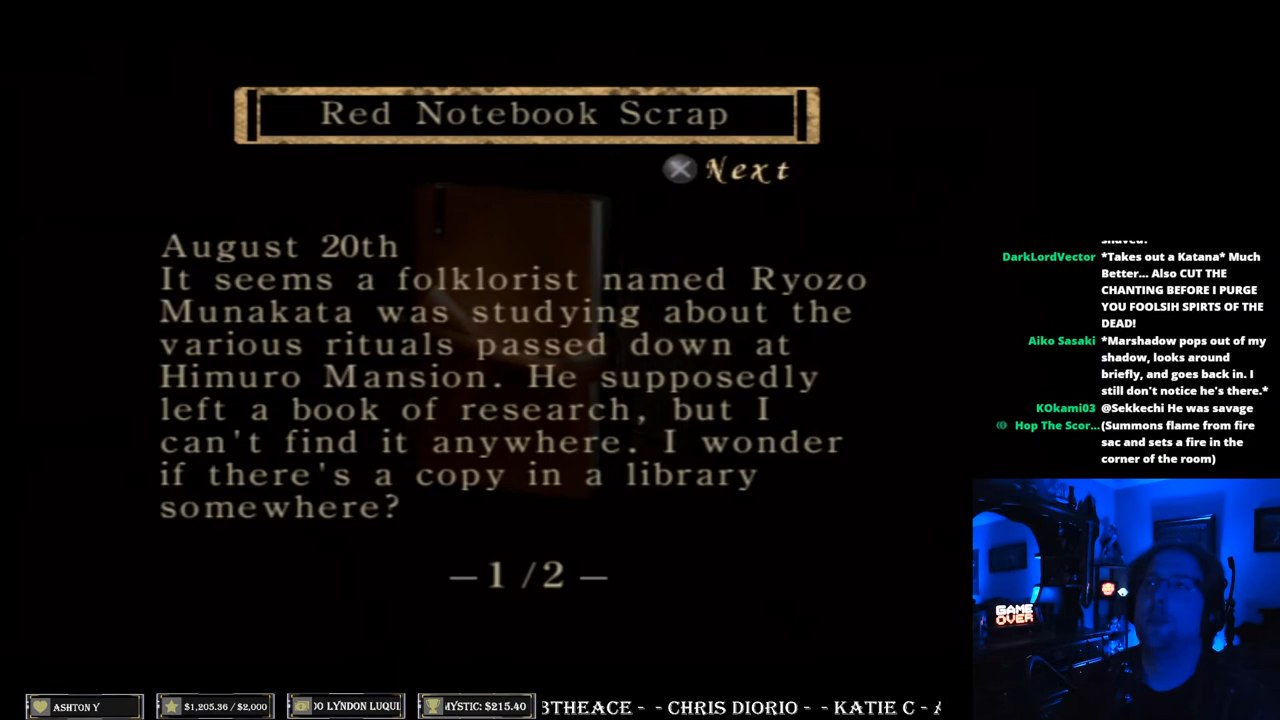 Red Notebook Scrap
Next
August 20th
It seems a folklorist named Ryozo
Munakata was studying about the
various rituals passed down at
Himuro Mansion. He supposedly
left a book of research, but I
can't find it anywhere. I wonder
if there's a copy in a library
somewhere?
—1/2—
DarkLordVector *Takes out a Katana* Much
Better... Also CUT THE
CHANTING BEFORE I PURGE
YOU FOOLSIH SPIRTS OF THE
DEAD!
Aiko Sasaki *Marshadow pops out of my
shadow, looks around
briefly, and goes back in. I
still don't notice he's there.*
KOkami03 @Sekkechi He was savage
Hop The Scor... (Summons flame from fire
sac and sets a fire in the
corner of the room)
GAME
OVER
ASHTON Y
$1,205.36 / $2,000
LYNDON LUQUI
MYSTIC: $215.40
3THEACE - - CHRIS DIORIO - - KATIE C -